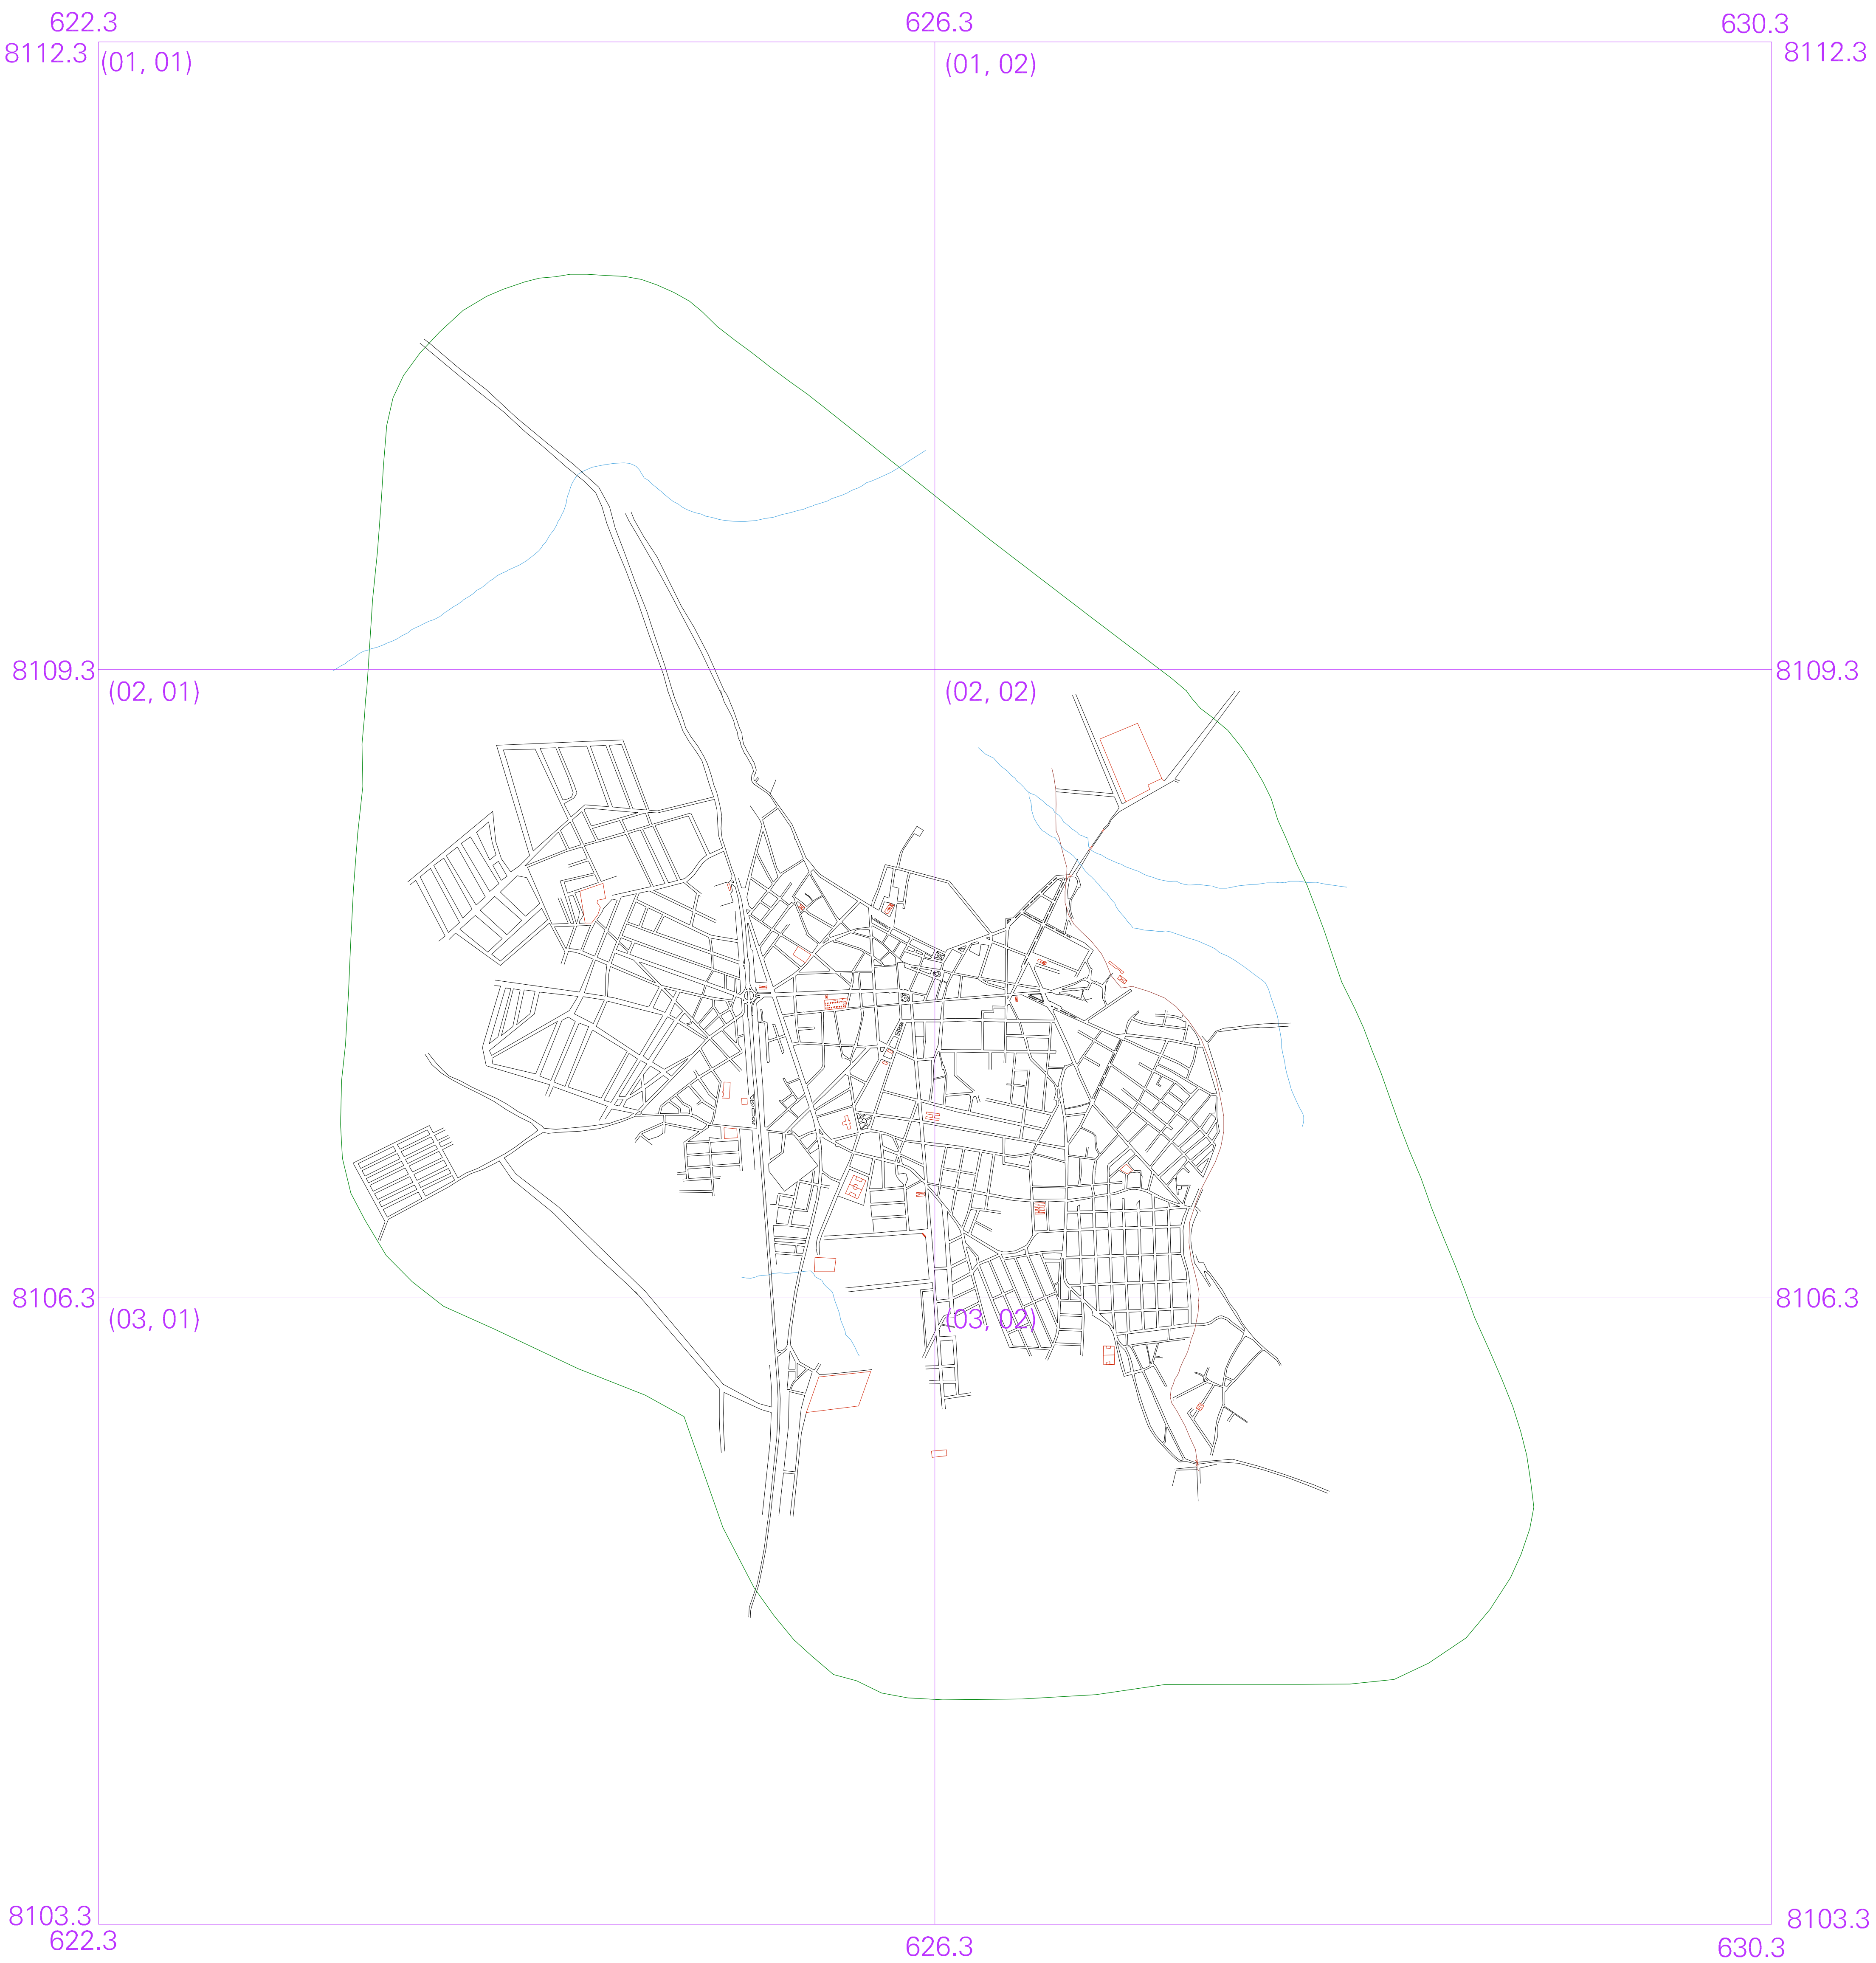 622.3 626.3 630.3
8112.3 8112.3
(01, 01) (01, 02)
8109.3 8109.3
(02, 01) (02, 02)
8106.3 8106.3
(03, 01) (03, 02)
8103.3 8103.3
622.3 626.3 630.3